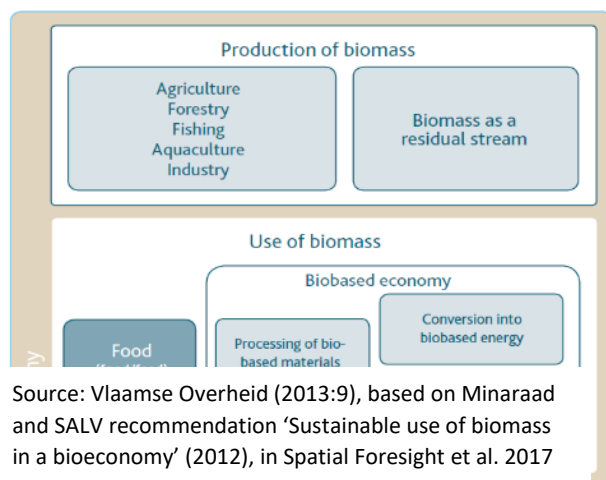 Production of biomass
Agriculture
Forestry
Fishing
Aquaculture
Industry
Biomass as a
residual stream
Use of biomass
Biobased economy
Food
Processing of bio-
based materials
Conversion into
biobased energy
Source: Vlaamse Overheid (2013:9), based on Minaraad
and SALV recommendation ‘Sustainable use of biomass
in a bioeconomy’ (2012), in Spatial Foresight et al. 2017